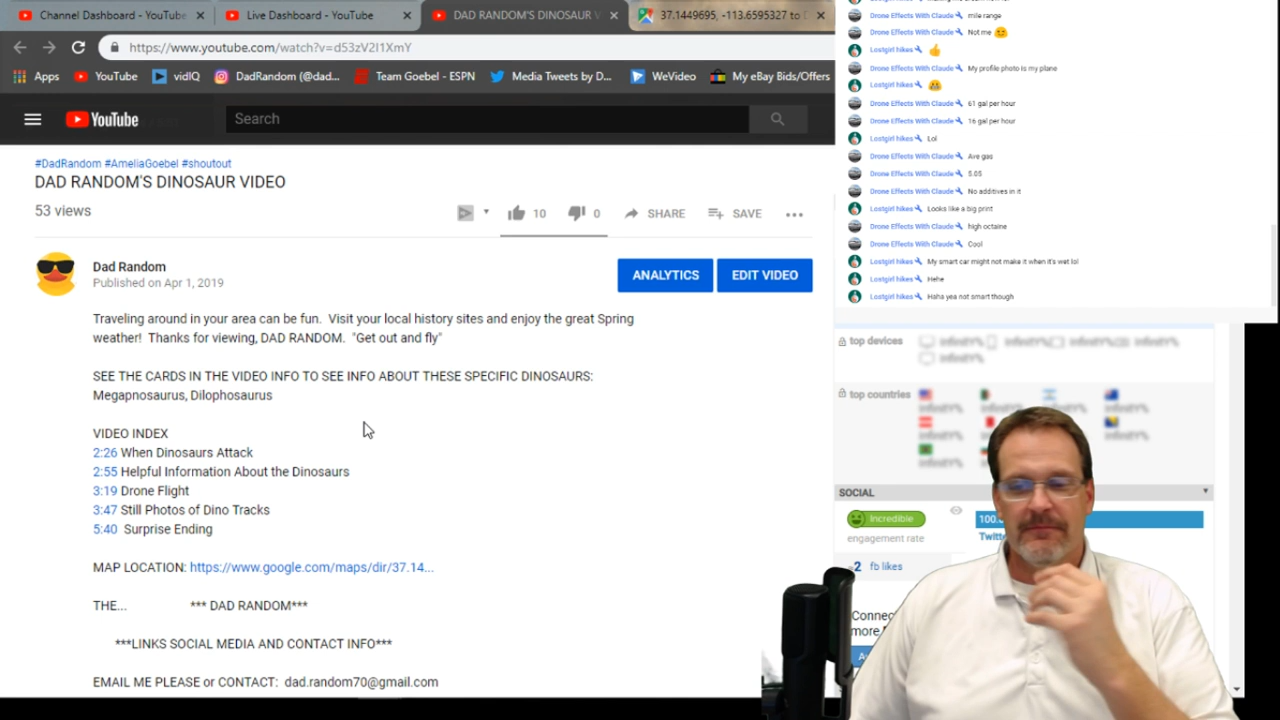 Channel Dashboard - YouTube
Live Dashboard - YouTube
DAD RANDOM'S DINOSAUR V
37.1449695, -113.6595327 to
https://www.youtube.com/watch?v=d53zV2l1XmY
Apps
YouTube
vidIQ
Instagram (@
Team Goebel - ESPN
Media Tweets by D...
WeVideo
My eBay Bids/Offers
YouTube
Search
#DadRandom #AmeliaGoebel #shoutout
DAD RANDOM'S DINOSAUR VIDEO
53 views
10
0
SHARE
SAVE
Dad Random
Published on Apr 1, 2019
ANALYTICS
EDIT VIDEO
Traveling around in your area can be fun. Visit your local history sites and enjoy the great Spring
weather! Thanks for viewing, DAD RANDOM. "Get out and fly"
SEE THE CARDS IN THE VIDEO INFO TO SEE INFO ABOUT THESE SPECIFIC DINOSAURS:
Megapnosaurus, Dilophosaurus
VIDEO INDEX
2:26 When Dinosaurs Attack
2:55 Helpful Information About the Dinosaurs
3:19 Drone Flight
3:47 Still Photos of Dino Tracks
5:40 Surprise Ending
MAP LOCATION: https://www.google.com/maps/dir/37.14...
THE... *** DAD RANDOM***
***LINKS SOCIAL MEDIA AND CONTACT INFO***
EMAIL ME PLEASE or CONTACT: dad.random70@gmail.com
Drone Effects With Claude mile range
Drone Effects With Claude Not me
Lostgirl hikes
Drone Effects With Claude My profile photo is my plane
Lostgirl hikes
Drone Effects With Claude 61 gal per hour
Drone Effects With Claude 16 gal per hour
Lostgirl hikes Lol
Drone Effects With Claude Ave gas
Drone Effects With Claude 5.05
Drone Effects With Claude No additives in it
Lostgirl hikes Looks like a big print
Drone Effects With Claude high octaine
Drone Effects With Claude Cool
Lostgirl hikes My smart car might not make it when it's wet lol
Lostgirl hikes Hehe
Lostgirl hikes Haha yea not smart though
top devices
top countries
SOCIAL
Incredible
engagement rate
100.
Twitte
2 fb likes
Connec
more